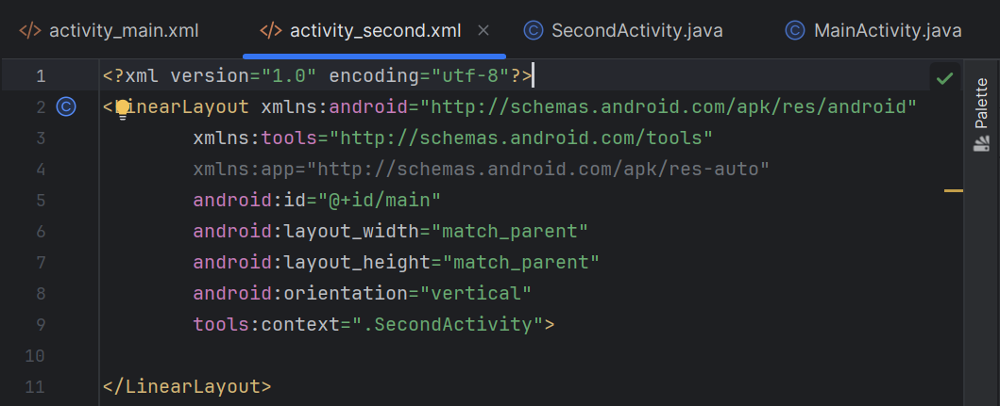 activity_main.xml activity_second.xml SecondActivity.java MainActivity.java
1 <?xml version="1.0" encoding="utf-8"?>
2 <LinearLayout xmlns:android="http://schemas.android.com/apk/res/android"
3 xmlns:tools="http://schemas.android.com/tools"
4 xmlns:app="http://schemas.android.com/apk/res-auto"
5 android:id="@+id/main"
6 android:layout_width="match_parent"
7 android:layout_height="match_parent"
8 android:orientation="vertical"
9 tools:context=".SecondActivity">
10
11 </LinearLayout>
Palette